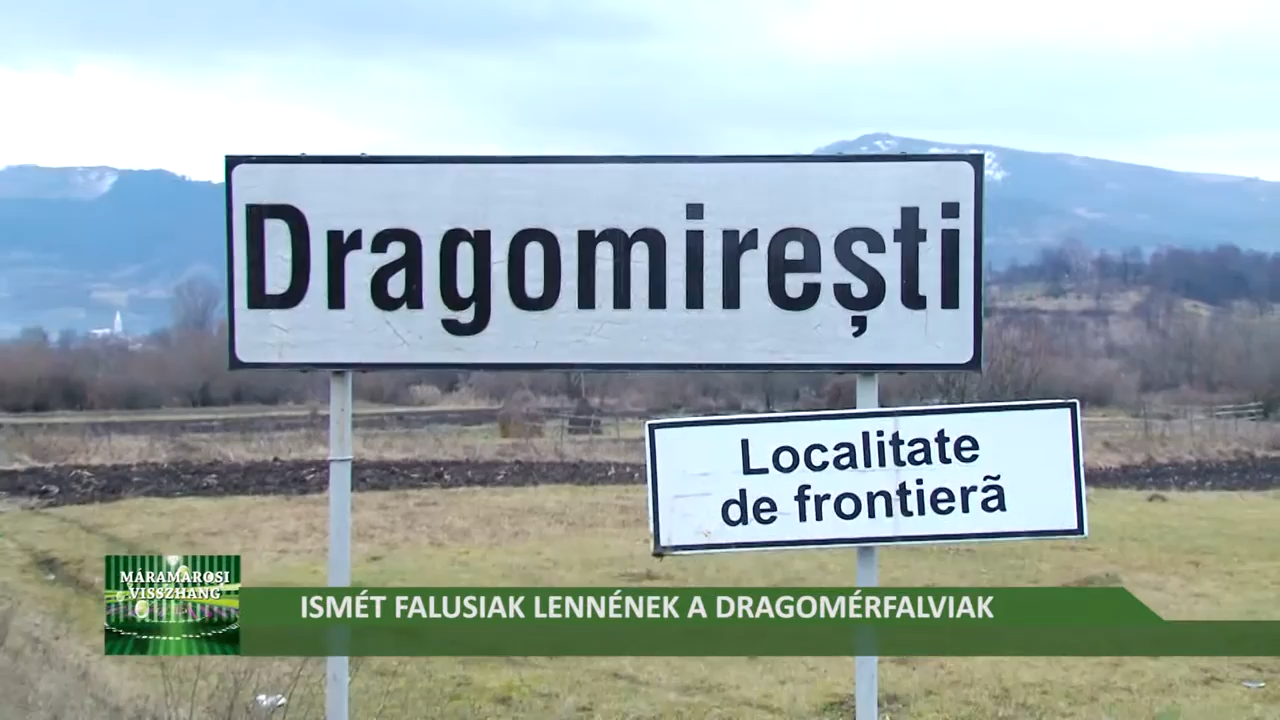 Dragomirești
Localitate
de frontieră
MÁRAMAROSI
VISSZHANG
ISMÉT FALUSIAK LENNÉNEK A DRAGOMÉRFALVIAK